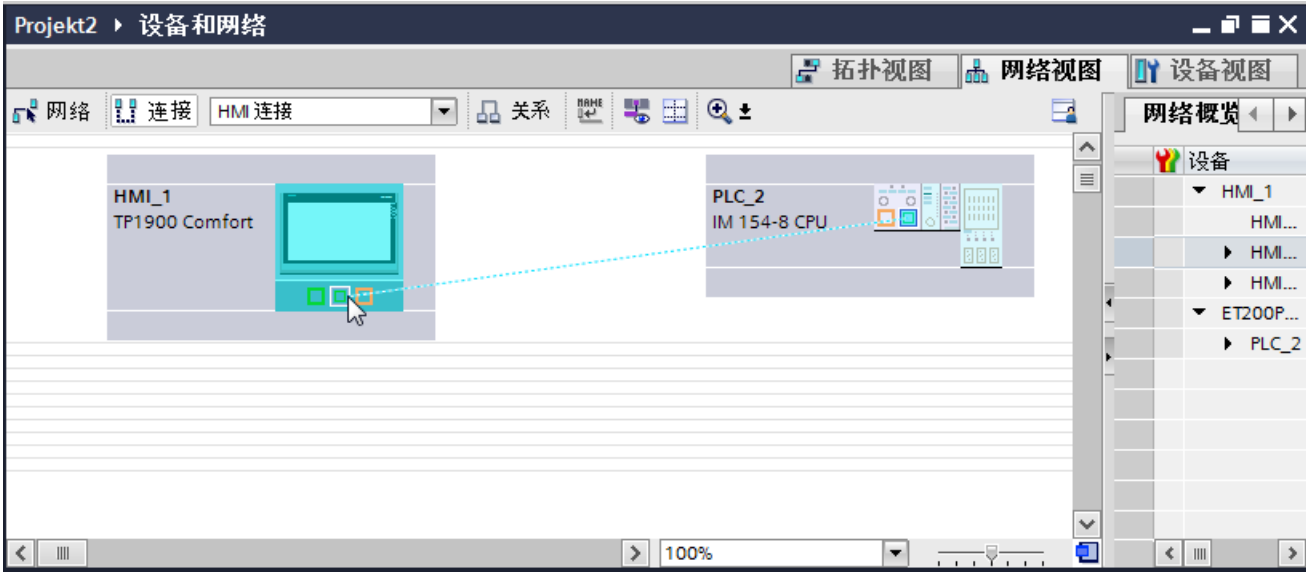 Projekt2 ▸ 设备和网络
拓扑视图 网络视图 设备视图
网络 连接 HMI 连接 关系 网络概览
设备
HMI_1
TP1900 Comfort
PLC_2
IM 154-8 CPU
HMI_1
HMI...
HMI...
HMI...
ET200P...
PLC_2
100%